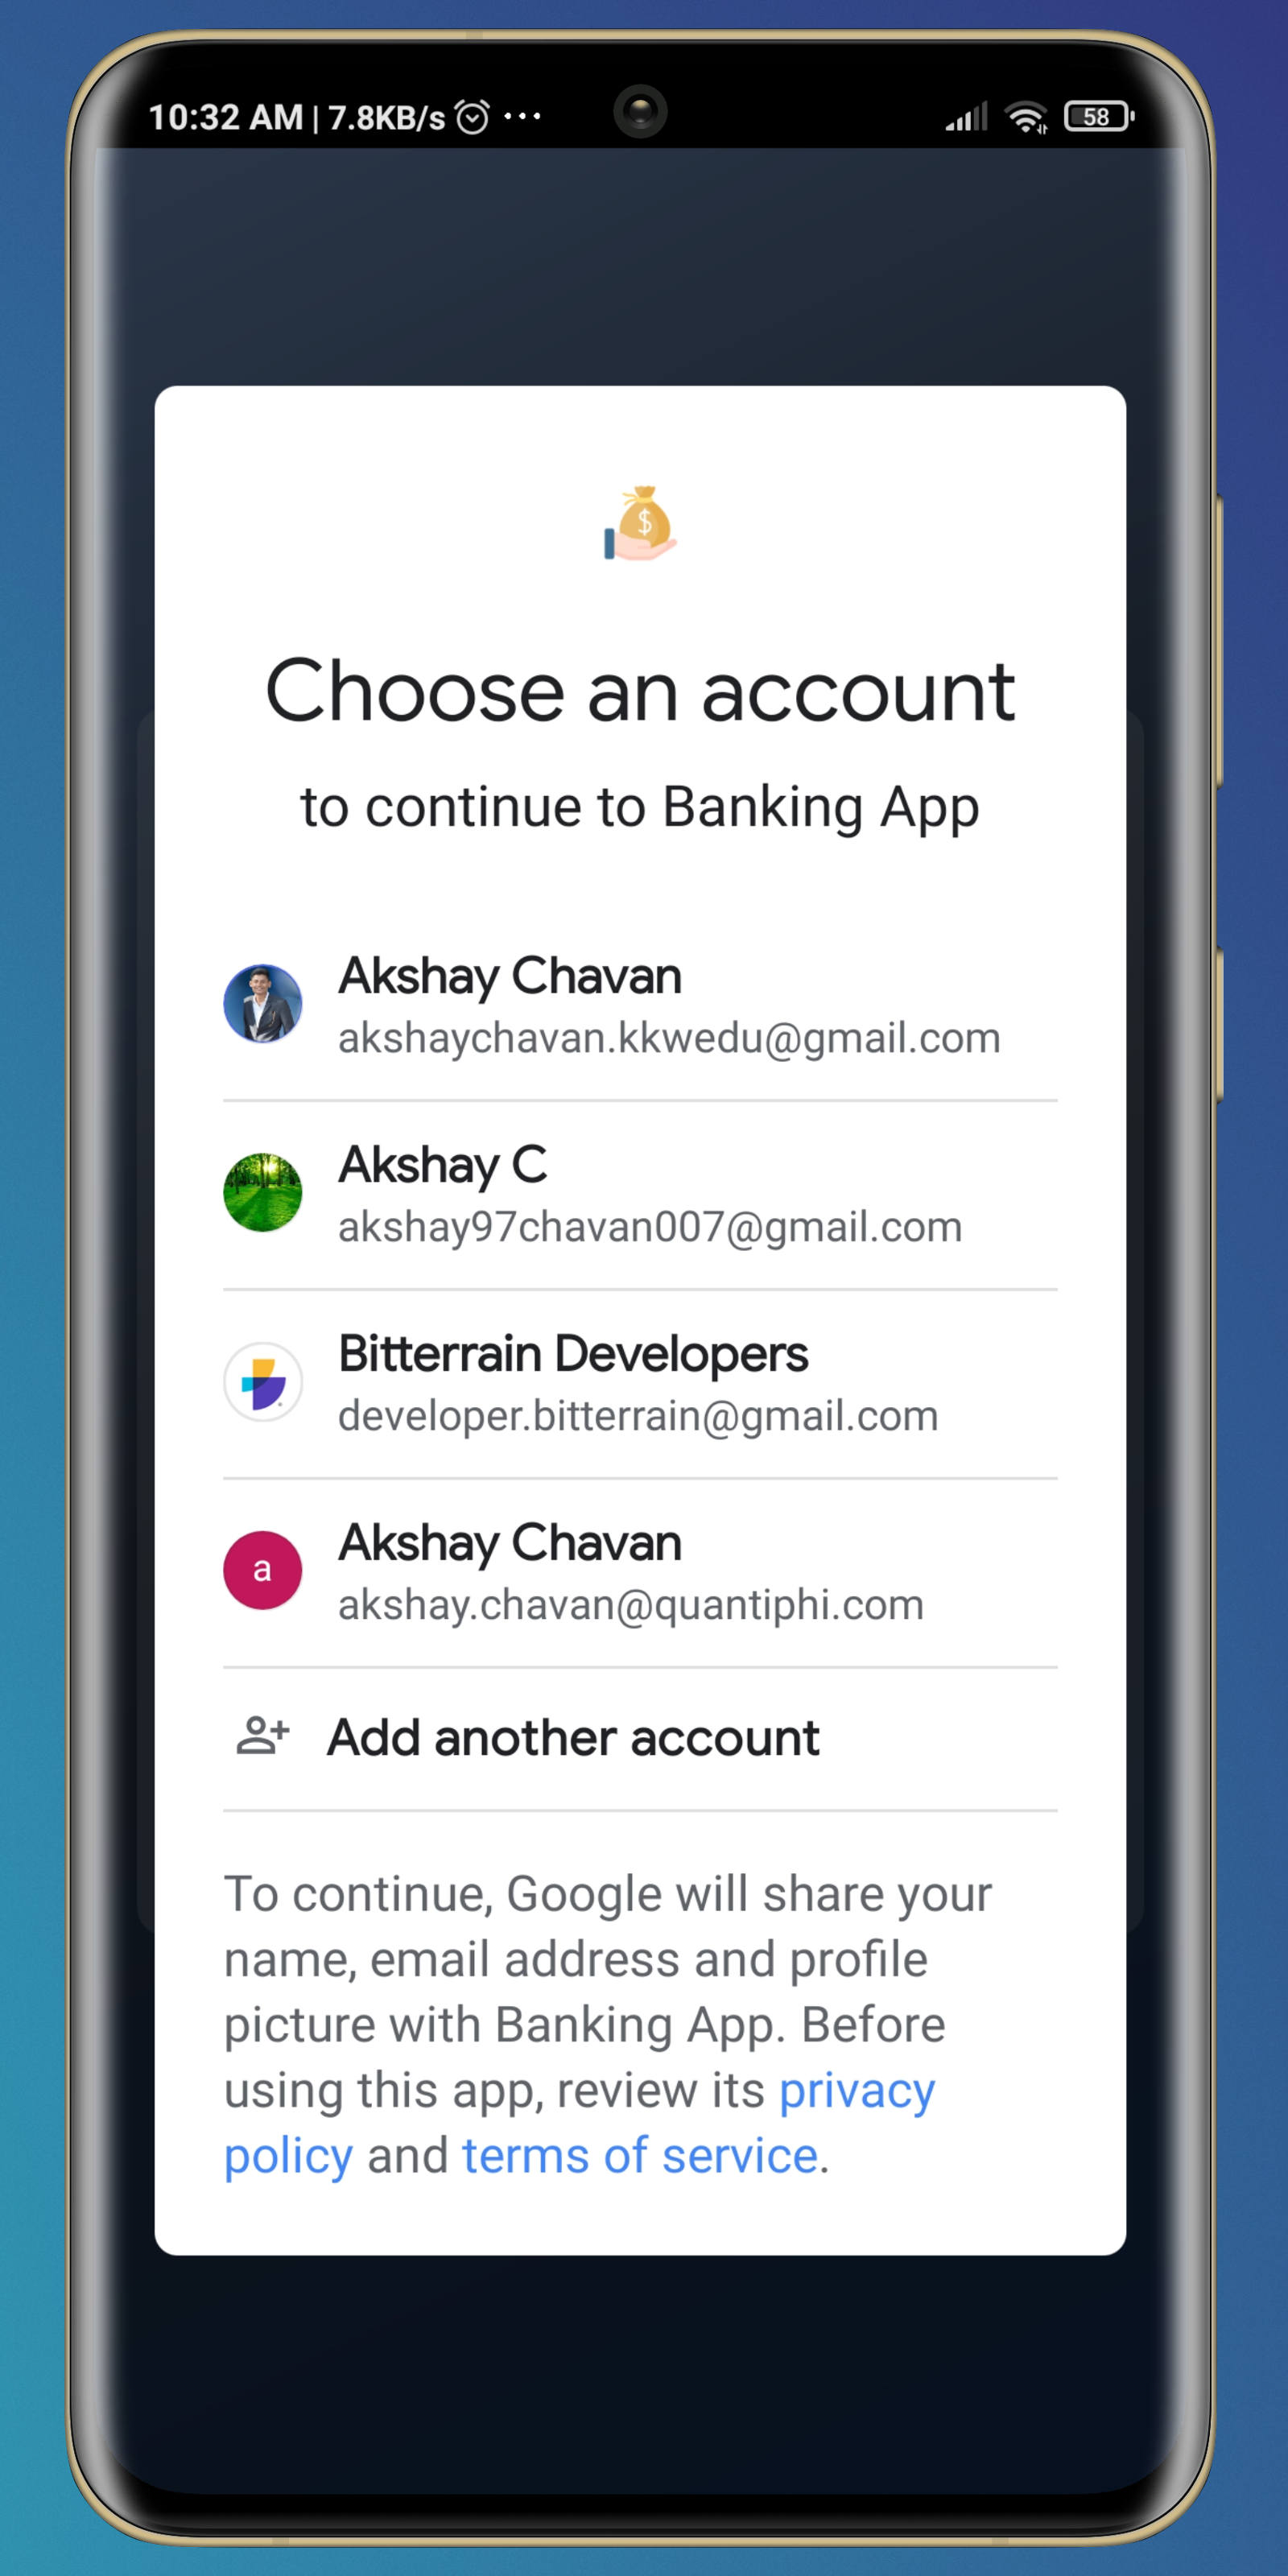 10:32 AM | 7.8KB/s ...
58
$
Choose an account
to continue to Banking App
Akshay Chavan
akshaychavan.kkwedu@gmail.com
Akshay C
akshay97chavan007@gmail.com
Bitterrain Developers
developer.bitterrain@gmail.com
a
Akshay Chavan
akshay.chavan@quantiphi.com
Add another account
To continue, Google will share your
name, email address and profile
picture with Banking App. Before
using this app, review its privacy
policy and terms of service.